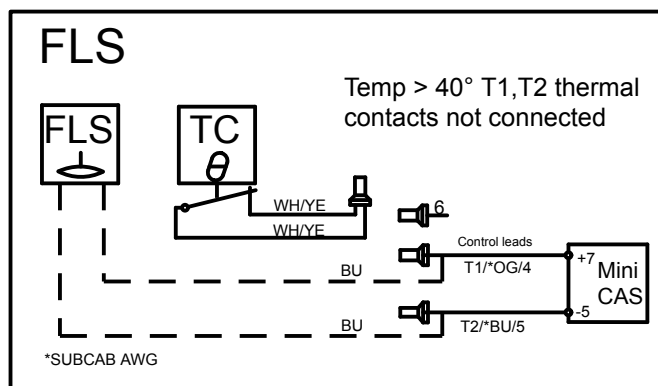 FLS
Temp > 40° T1,T2 thermal
contacts not connected
FLS
TC
WH/YE
WH/YE
6
Control leads
BU
T1/*OG/4
+7
Mini
CAS
BU
T2/*BU/5
-5
*SUBCAB AWG